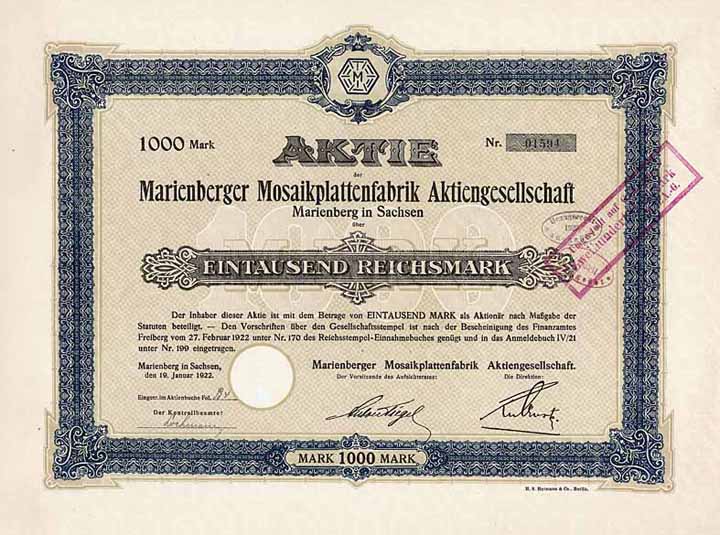 M
1000 Mark
AKTIE
Nr. 01594
der
Marienberger Mosaikplattenfabrik Aktiengesellschaft
Marienberg in Sachsen
über
1000
EINTAUSEND REICHSMARK
Der Inhaber dieser Aktie ist mit dem Betrage von EINTAUSEND MARK als Aktionär nach Maßgabe der
Statuten beteiligt. — Den Vorschriften über den Gesellschaftsstempel ist nach der Bescheinigung des Finanzamtes
Freiberg vom 27. Februar 1922 unter Nr. 170 des Reichsstempel-Einnahmebuches genügt und in das Anmeldebuch IV/21
unter Nr. 199 eingetragen.
Marienberg in Sachsen,
den 19. Januar 1922.
Marienberger Mosaikplattenfabrik Aktiengesellschaft.
Der Vorsitzende des Aufsichtsrates:
Die Direktion:
Eingetr. im Aktienbuche Fol.
Der Kontrollbeamte:
MARK 1000 MARK
H. S. Hermann & Co., Berlin.